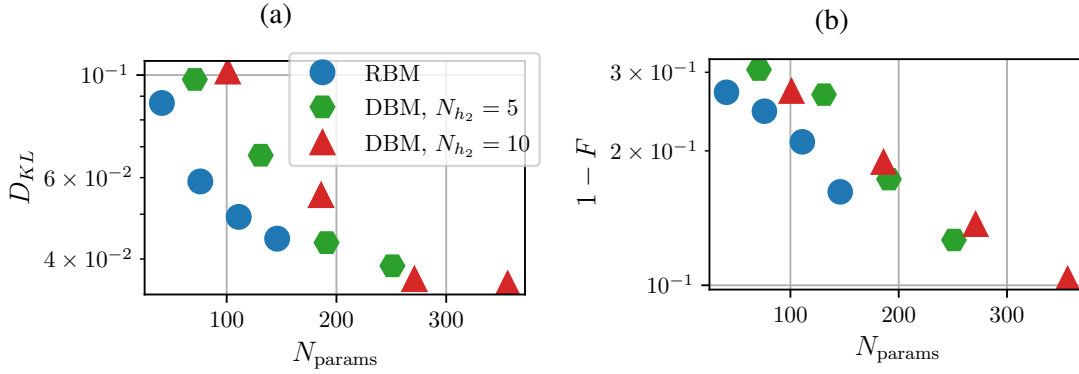 (a)
10⁻¹
6 × 10⁻²
4 × 10⁻²
D_{KL}
RBM
DBM, N_{h_2} = 5
DBM, N_{h_2} = 10
100
200
300
N_{params}
(b)
3 × 10⁻¹
2 × 10⁻¹
10⁻¹
1 − F
100
200
300
N_{params}